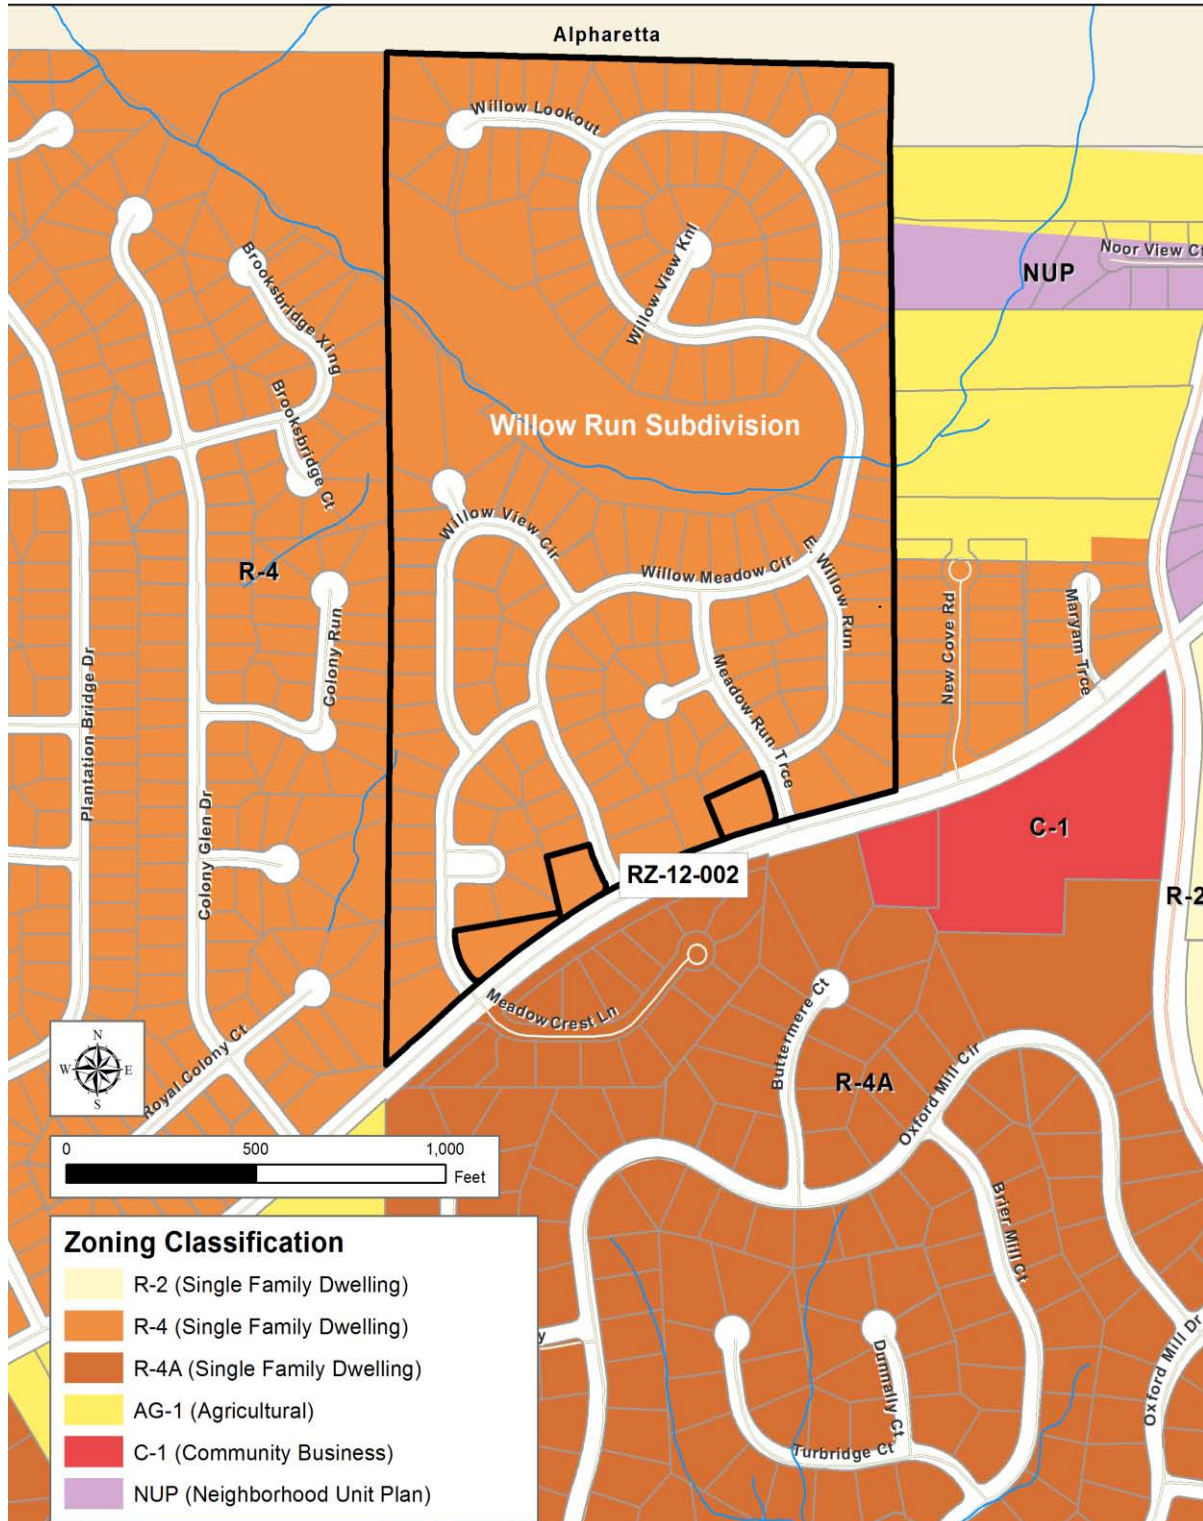 Alpharetta
Willow Lookout
Brooksbridge Xing
Willow View Knl
Noor View Ct
NUP
Brooksbridge Ct
Willow Run Subdivision
Willow View Cir
Willow Meadow Cir
E. Willow Run
R-4
Colony Run
New Cove Rd
Maryam Trce
Plantation Bridge Dr
Meadow Run Trce
Colony Glen Dr
C-1
RZ-12-002
R-2
Meadow Crest Ln
Buttermere Ct
Royal Colony Ct
R-4A
Oxford Mill Cir
N
W E
S
0 500 1,000
Feet
Brier Mill Ct
Oxford Mill Dr
Dunnally Ct
Turbridge Ct
y
Zoning Classification
R-2 (Single Family Dwelling)
R-4 (Single Family Dwelling)
R-4A (Single Family Dwelling)
AG-1 (Agricultural)
C-1 (Community Business)
NUP (Neighborhood Unit Plan)